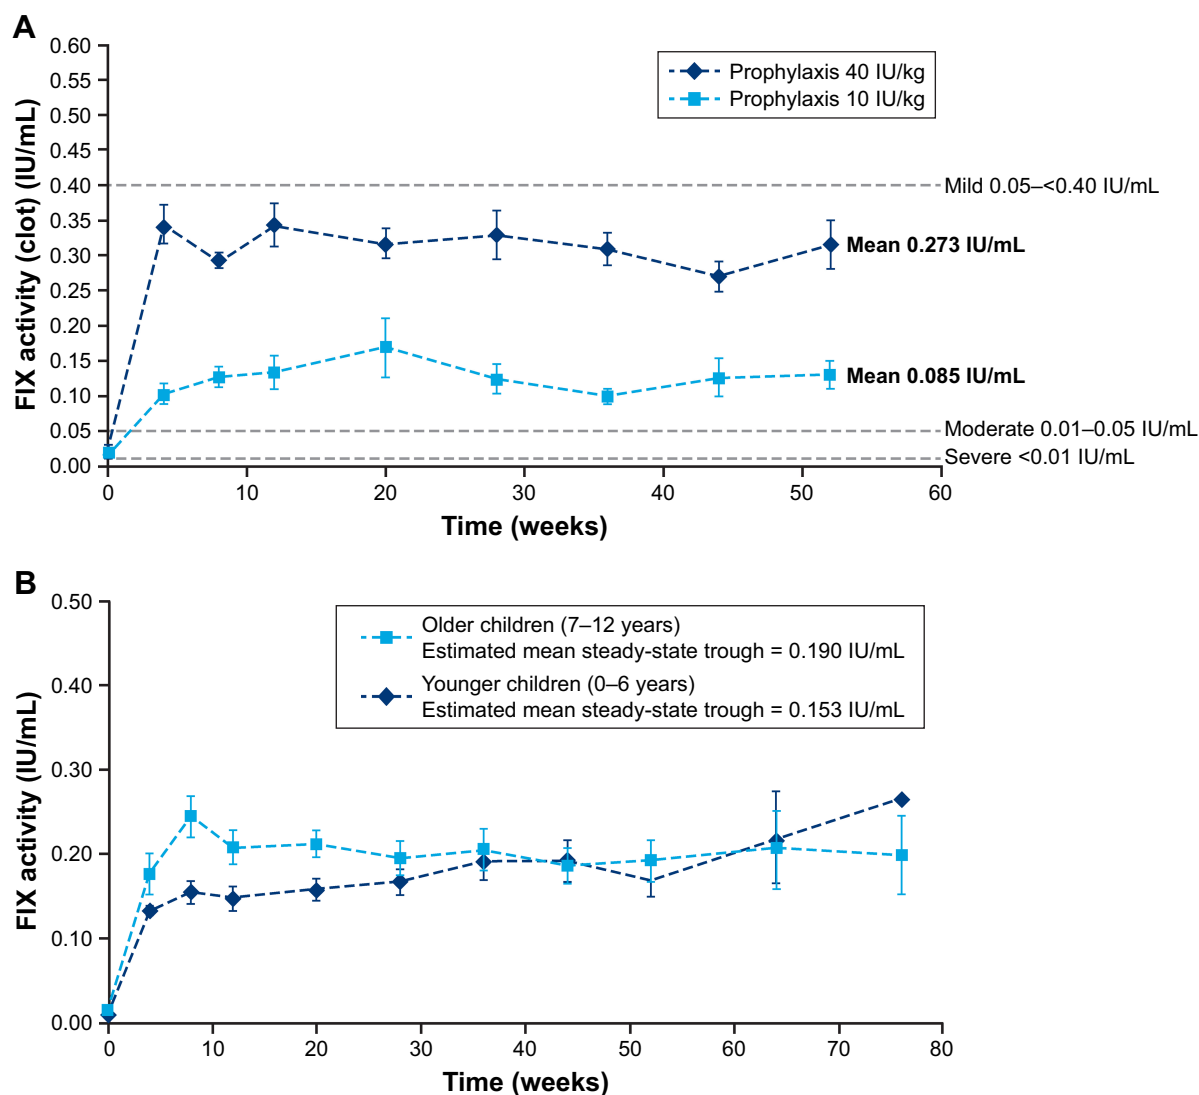 A
0.60
0.55
0.50
0.45
0.40
0.35
0.30
0.25
0.20
0.15
0.10
0.05
0.00
FIX activity (clot) (IU/mL)
Prophylaxis 40 IU/kg
Prophylaxis 10 IU/kg
Mild 0.05–<0.40 IU/mL
Mean 0.273 IU/mL
Mean 0.085 IU/mL
Moderate 0.01–0.05 IU/mL
Severe <0.01 IU/mL
0 10 20 30 40 50 60
Time (weeks)
B
0.50
0.40
0.30
0.20
0.10
0.00
FIX activity (IU/mL)
Older children (7–12 years)
Estimated mean steady-state trough = 0.190 IU/mL
Younger children (0–6 years)
Estimated mean steady-state trough = 0.153 IU/mL
0 10 20 30 40 50 60 70 80
Time (weeks)